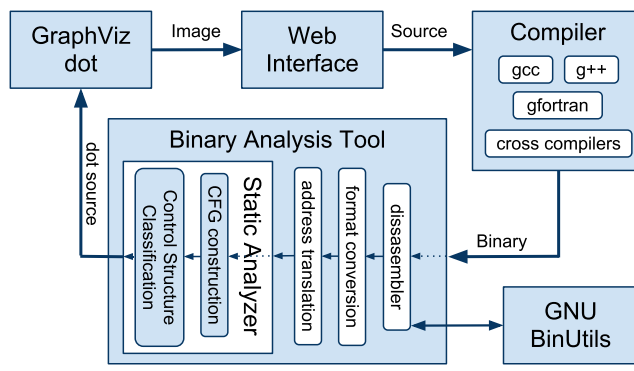 GraphViz
dot
Image
Web
Interface
Source
Compiler
gcc
g++
gfortran
cross compilers
dot source
Binary Analysis Tool
Control Structure
Classification
CFG construction
Static Analyzer
address translation
format conversion
dissasembler
Binary
GNU
BinUtils